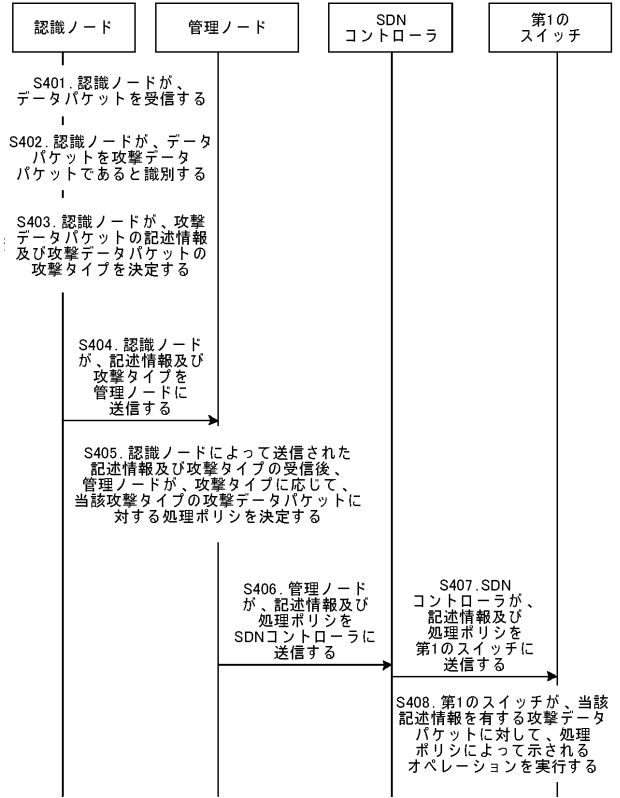 認識ノード
管理ノード
SDN
コントローラ
第1の
スイッチ
S401.認識ノードが、
データパケットを受信する
S402.認識ノードが、データ
パケットを攻撃データ
パケットであると識別する
S403.認識ノードが、攻撃
データパケットの記述情報
及び攻撃データパケットの
攻撃タイプを決定する
S404.認識ノード
が、記述情報及び
攻撃タイプを
管理ノードに
送信する
S405.認識ノードによって送信された
記述情報及び攻撃タイプの受信後、
管理ノードが、攻撃タイプに応じて、
当該攻撃タイプの攻撃データパケットに
対する処理ポリシを決定する
S406.管理ノード
が、記述情報及び
処理ポリシを
SDNコントローラに
送信する
S407.SDN
コントローラが、
記述情報及び
処理ポリシを
第1のスイッチに
送信する
S408.第1のスイッチが、当該
記述情報を有する攻撃データ
パケットに対して、処理
ポリシによって示される
オペレーションを実行する